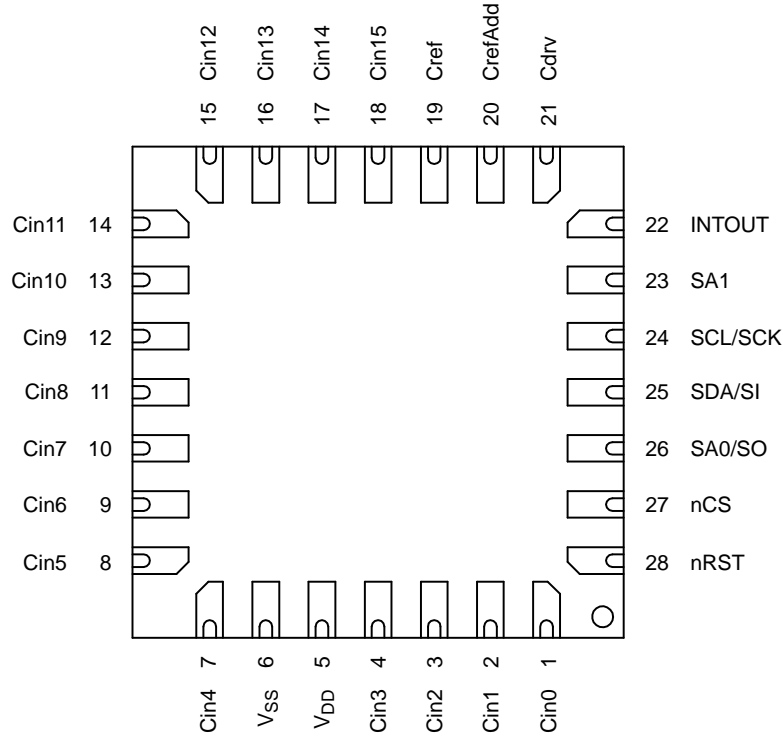 Cin12 Cin13 Cin14 Cin15 Cref CrefAdd Cdrv
15 16 17 18 19 20 21
Cin11 14
Cin10 13
Cin9 12
Cin8 11
Cin7 10
Cin6 9
Cin5 8
22 INTOUT
23 SA1
24 SCL/SCK
25 SDA/SI
26 SA0/SO
27 nCS
28 nRST
7 6 5 4 3 2 1
Cin4 VSS VDD Cin3 Cin2 Cin1 Cin0